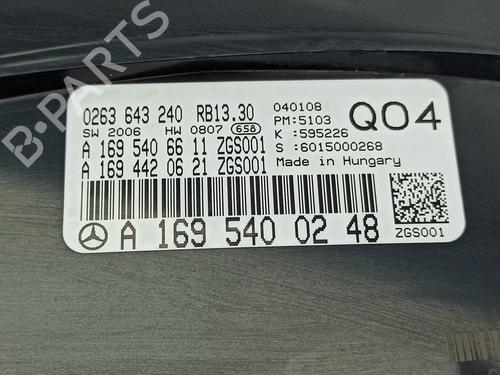 B-PARTS
0263 643 240 RB13.30 040108 Q04
SW 2006 HW 0807 658 PM:5103
K :595226
A 169 540 66 11 ZGS001 S :6015000268
A 169 442 06 21 ZGS001 Made in Hungary
A 169 540 02 48 ZGS001